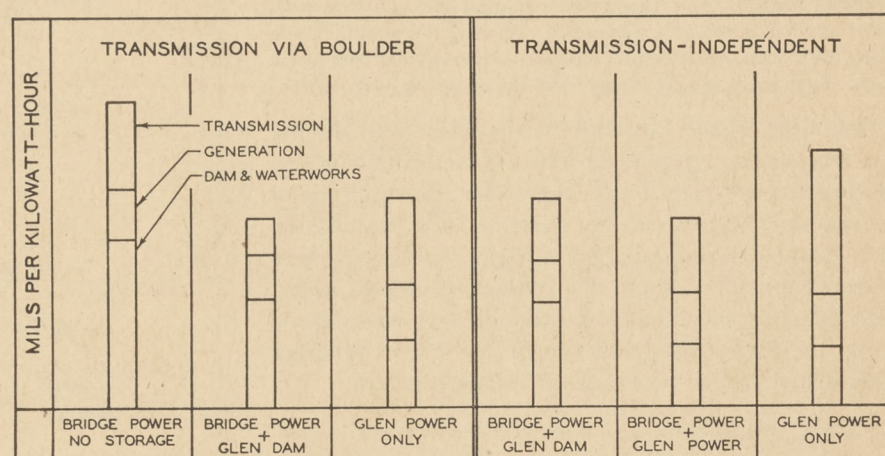 TRANSMISSION VIA BOULDER
TRANSMISSION-INDEPENDENT
MILS PER KILOWATT-HOUR
TRANSMISSION
GENERATION
DAM & WATERWORKS
BRIDGE POWER
NO STORAGE
BRIDGE POWER
+
GLEN DAM
GLEN POWER
ONLY
BRIDGE POWER
+
GLEN DAM
BRIDGE POWER
+
GLEN POWER
GLEN POWER
ONLY